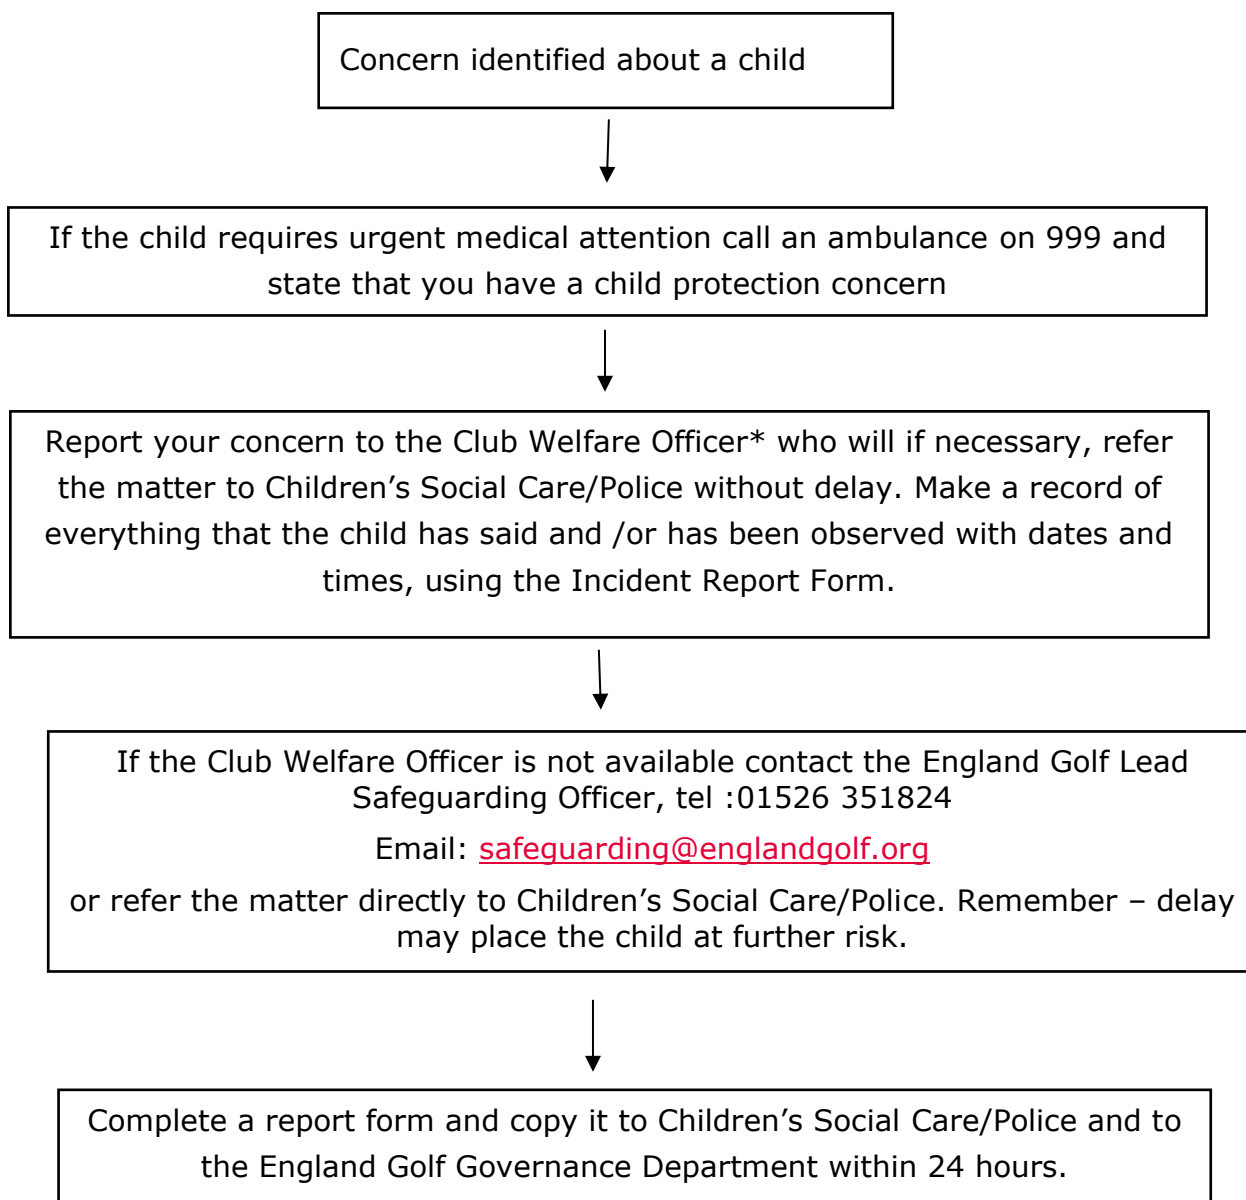 Concern identified about a child
If the child requires urgent medical attention call an ambulance on 999 and
state that you have a child protection concern
Report your concern to the Club Welfare Officer* who will if necessary, refer
the matter to Children’s Social Care/Police without delay. Make a record of
everything that the child has said and /or has been observed with dates and
times, using the Incident Report Form.
If the Club Welfare Officer is not available contact the England Golf Lead
Safeguarding Officer, tel :01526 351824
Email: safeguarding@englandgolf.org
or refer the matter directly to Children’s Social Care/Police. Remember – delay
may place the child at further risk.
Complete a report form and copy it to Children’s Social Care/Police and to
the England Golf Governance Department within 24 hours.